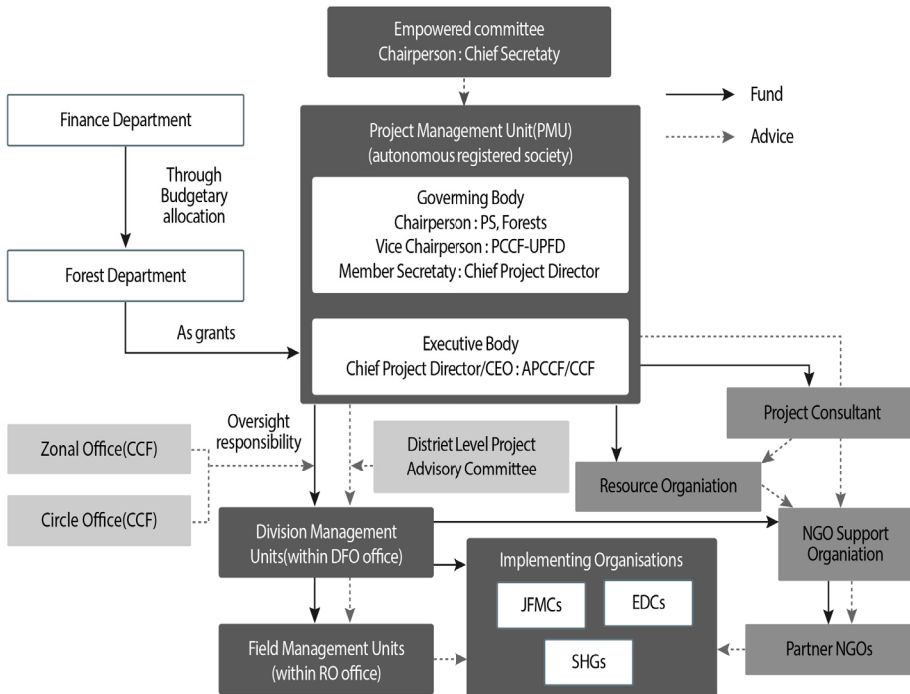 Empowered committee
Chairperson : Chief Secretaty
Fund
Advice
Finance Department
Through
Budgetary
allocation
Forest Department
As grants
Project Management Unit(PMU)
(autonomous registered society)
Governing Body
Chairperson : PS, Forests
Vice Chairperson : PCCF-UPFD
Member Secretaty : Chief Project Director
Executive Body
Chief Project Director/CEO : APCCF/CCF
Oversight
responsibility
Zonal Office(CCF)
Circle Office(CCF)
District Level Project
Advisory Committee
Project Consultant
Resource Organiation
NGO Support
Organiation
Division Management
Units(within DFO office)
Implementing Organisations
JFMCs
EDCs
SHGs
Field Management Units
(within RO office)
Partner NGOs